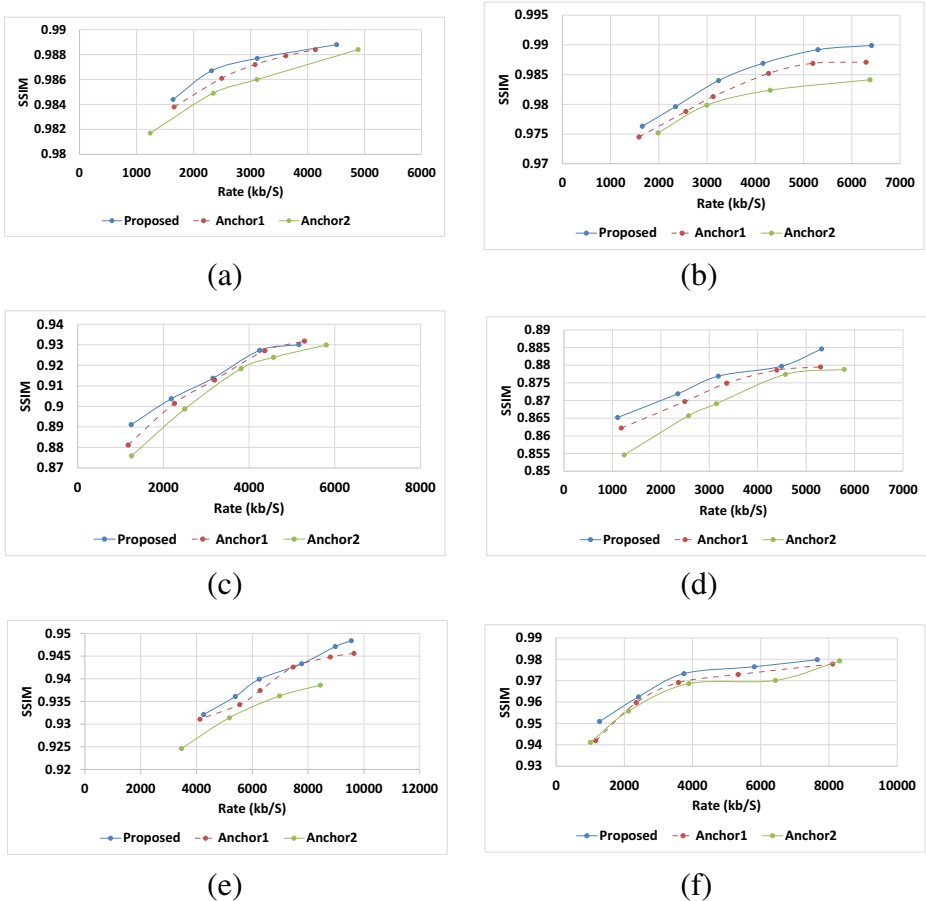 0.99
0.988
0.986
0.984
0.982
0.98
SSIM
0 1000 2000 3000 4000 5000 6000
Rate (kb/S)
Proposed Anchor1 Anchor2
(a)
0.995
0.99
0.985
0.98
0.975
0.97
SSIM
0 1000 2000 3000 4000 5000 6000 7000
Rate (kb/S)
Proposed Anchor1 Anchor2
(b)
0.94
0.93
0.92
0.91
0.9
0.89
0.88
0.87
SSIM
0 2000 4000 6000 8000
Rate (kb/S)
Proposed Anchor1 Anchor2
(c)
0.89
0.885
0.88
0.875
0.87
0.865
0.86
0.855
0.85
SSIM
0 1000 2000 3000 4000 5000 6000 7000
Rate (kb/S)
Proposed Anchor1 Anchor2
(d)
0.95
0.945
0.94
0.935
0.93
0.925
0.92
SSIM
0 2000 4000 6000 8000 10000 12000
Rate (kb/S)
Proposed Anchor1 Anchor2
(e)
0.99
0.98
0.97
0.96
0.95
0.94
0.93
SSIM
0 2000 4000 6000 8000 10000
Rate (kb/S)
Proposed Anchor1 Anchor2
(f)